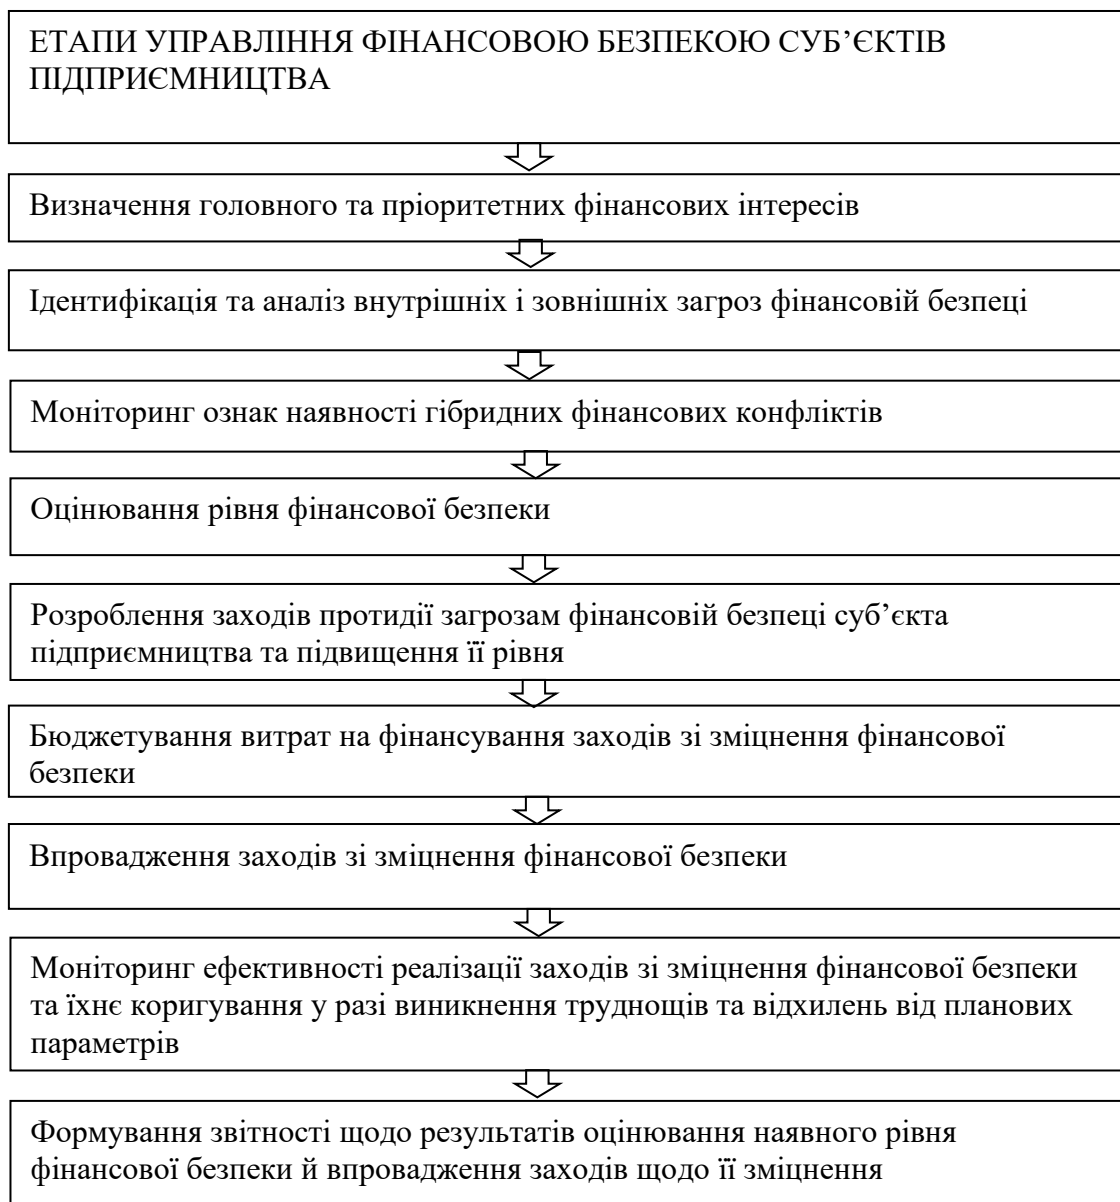 ЕТАПИ УПРАВЛІННЯ ФІНАНСОВОЮ БЕЗПЕКОЮ СУБ’ЄКТІВ
ПІДПРИЄМНИЦТВА
Визначення головного та пріоритетних фінансових інтересів
Ідентифікація та аналіз внутрішніх і зовнішніх загроз фінансовій безпеці
Моніторинг ознак наявності гібридних фінансових конфліктів
Оцінювання рівня фінансової безпеки
Розроблення заходів протидії загрозам фінансовій безпеці суб’єкта
підприємництва та підвищення її рівня
Бюджетування витрат на фінансування заходів зі зміцнення фінансової
безпеки
Впровадження заходів зі зміцнення фінансової безпеки
Моніторинг ефективності реалізації заходів зі зміцнення фінансової безпеки
та їхнє коригування у разі виникнення труднощів та відхилень від планових
параметрів
Формування звітності щодо результатів оцінювання наявного рівня
фінансової безпеки й впровадження заходів щодо її зміцнення